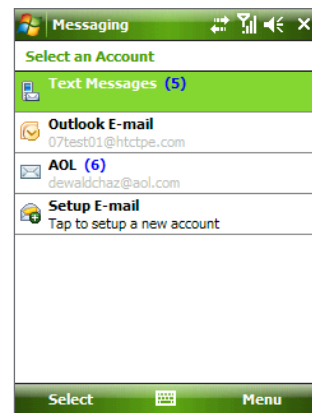 Messaging
Select an Account
Text Messages (5)
Outlook E-mail
07test01@htctpe.com
AOL (6)
dewaldchaz@aol.com
Setup E-mail
Tap to setup a new account
Select Menu